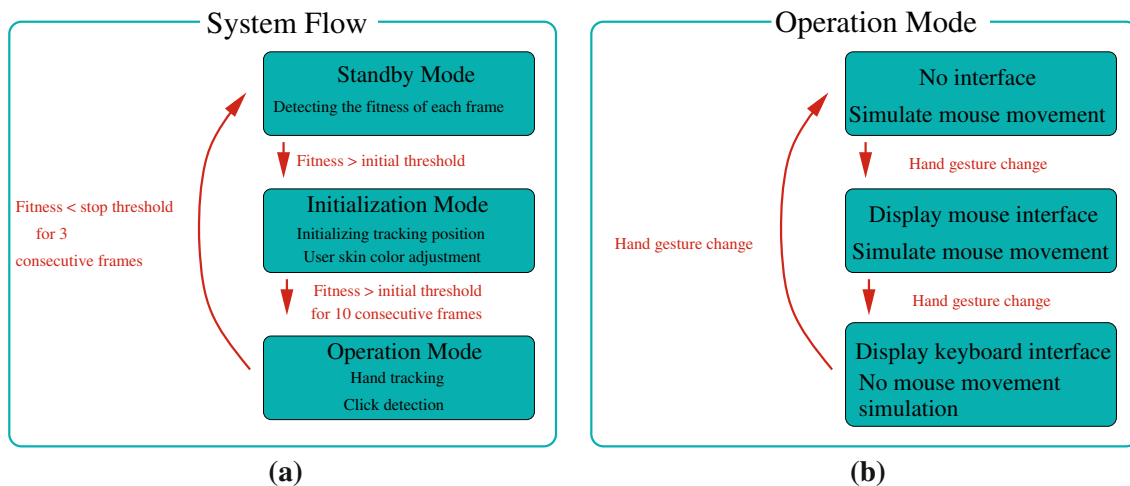 System Flow
Standby Mode
Detecting the fitness of each frame
Fitness > initial threshold
Initialization Mode
Initializing tracking position
User skin color adjustment
Fitness > initial threshold
for 10 consecutive frames
Operation Mode
Hand tracking
Click detection
Fitness < stop threshold
for 3
consecutive frames
(a)
Operation Mode
No interface
Simulate mouse movement
Hand gesture change
Display mouse interface
Simulate mouse movement
Hand gesture change
Display keyboard interface
No mouse movement
simulation
Hand gesture change
(b)